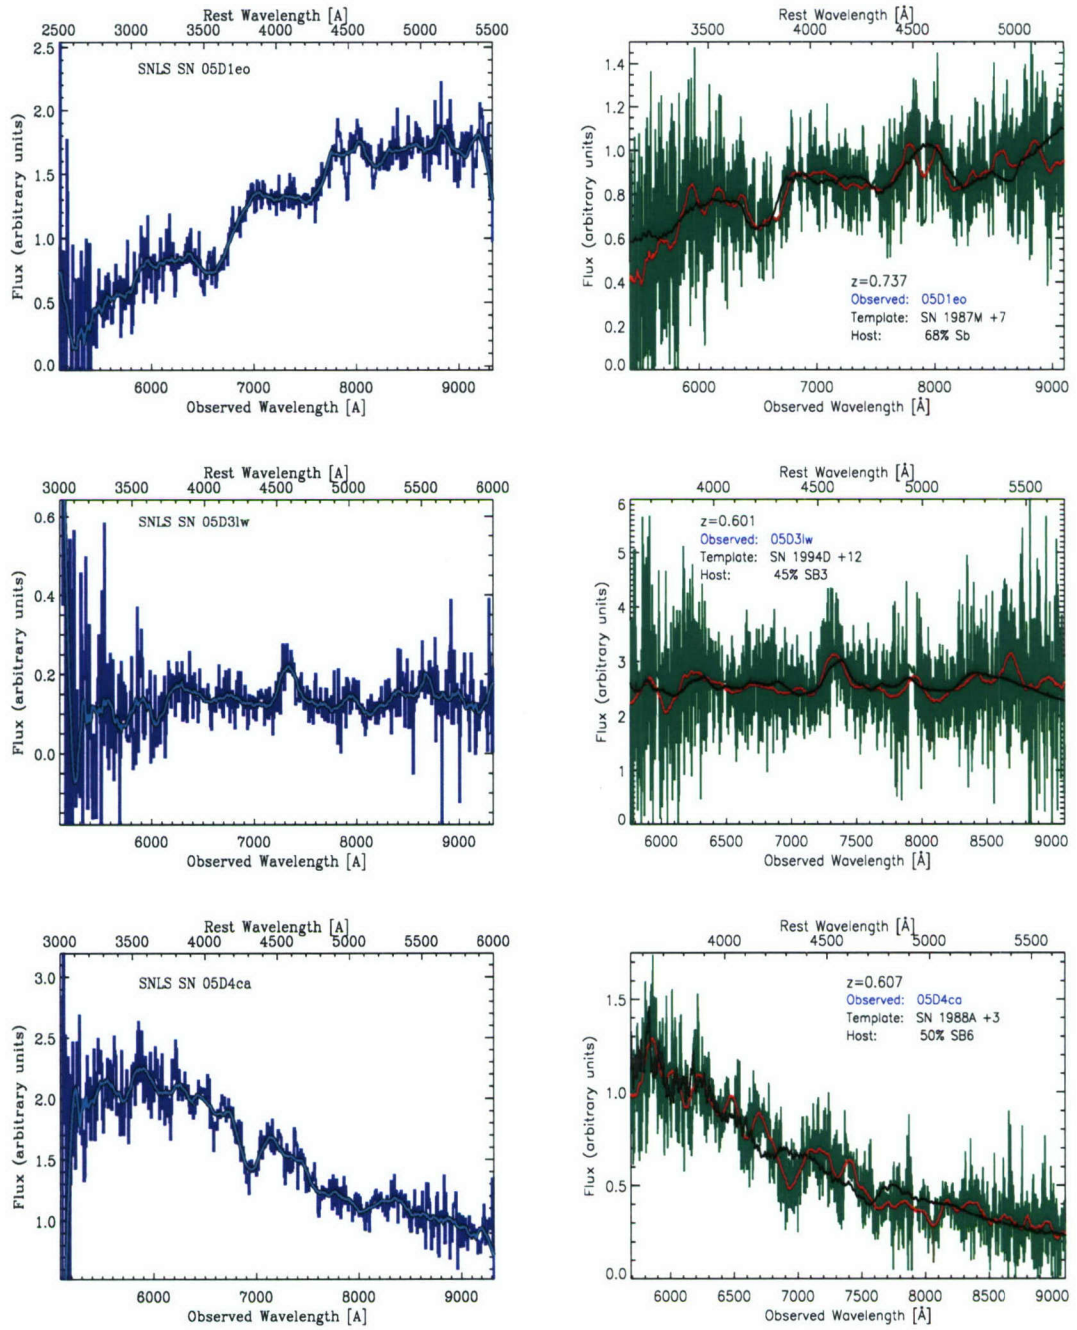 Rest Wavelength [A]
2500 3000 3500 4000 4500 5000 5500
2.5
2.0
1.5
1.0
0.5
0.0
Flux (arbitrary units)
SNLS SN 05D1eo
6000 7000 8000 9000
Observed Wavelength [A]
Rest Wavelength [Å]
3500 4000 4500 5000
1.4
1.2
1.0
0.8
0.6
0.4
0.2
0.0
Flux (arbitrary units)
z=0.737
Observed: 05D1eo
Template: SN 1987M +7
Host: 68% Sb
6000 7000 8000 9000
Observed Wavelength [Å]
Rest Wavelength [A]
3000 3500 4000 4500 5000 5500 6000
0.6
0.4
0.2
0.0
Flux (arbitrary units)
SNLS SN 05D3lw
6000 7000 8000 9000
Observed Wavelength [A]
Rest Wavelength [Å]
4000 4500 5000 5500
6
5
4
3
2
1
0
Flux (arbitrary units)
z=0.601
Observed: 05D3lw
Template: SN 1994D +12
Host: 45% SB3
6000 6500 7000 7500 8000 8500 9000
Observed Wavelength [Å]
Rest Wavelength [A]
3000 3500 4000 4500 5000 5500 6000
3.0
2.5
2.0
1.5
1.0
Flux (arbitrary units)
SNLS SN 05D4ca
6000 7000 8000 9000
Observed Wavelength [A]
Rest Wavelength [Å]
4000 4500 5000 5500
1.5
1.0
0.5
0.0
Flux (arbitrary units)
z=0.607
Observed: 05D4ca
Template: SN 1988A +3
Host: 50% SB6
6000 6500 7000 7500 8000 8500 9000
Observed Wavelength [Å]